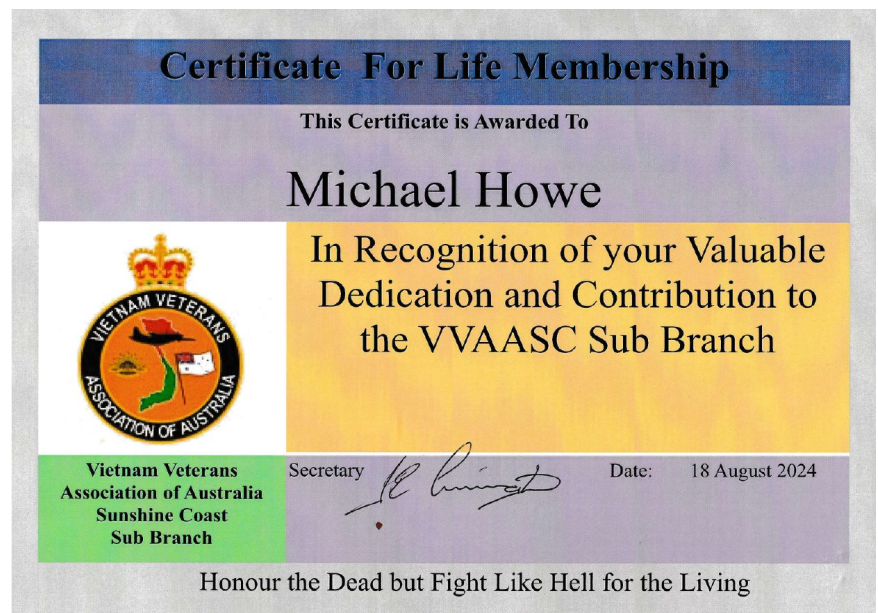 Certificate For Life Membership
This Certificate is Awarded To
Michael Howe
In Recognition of your Valuable
Dedication and Contribution to
the VVAASC Sub Branch
VIETNAM VETERANS
ASSOCIATION OF AUSTRALIA
Vietnam Veterans
Association of Australia
Sunshine Coast
Sub Branch
Secretary
Date: 18 August 2024
Honour the Dead but Fight Like Hell for the Living